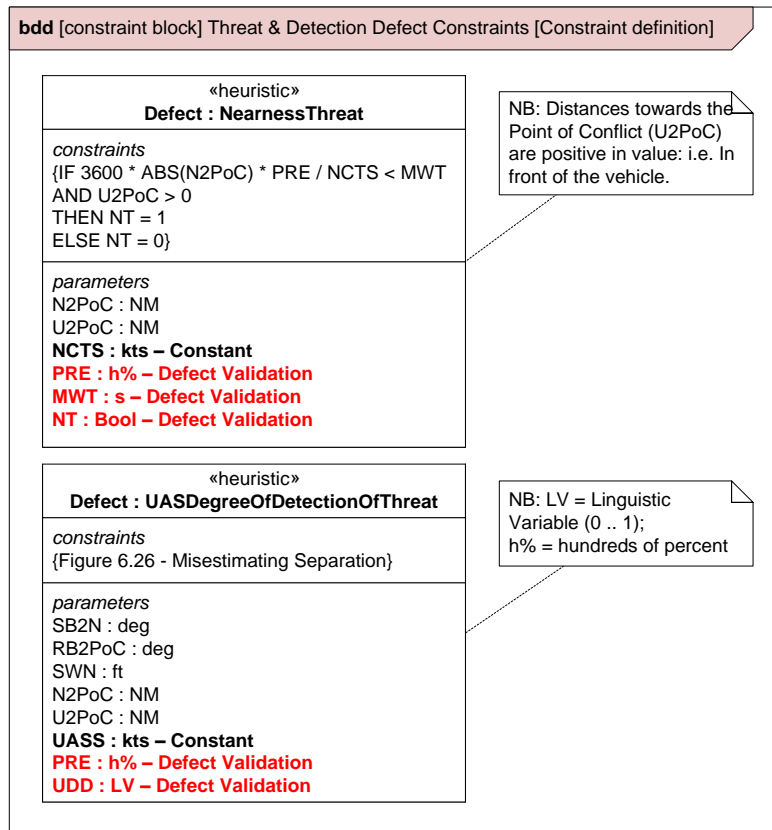 bdd [constraint block] Threat & Detection Defect Constraints [Constraint definition]
«heuristic»
Defect : NearnessThreat
constraints
{IF 3600 * ABS(N2PoC) * PRE / NCTS < MWT
AND U2PoC > 0
THEN NT = 1
ELSE NT = 0}
parameters
N2PoC : NM
U2PoC : NM
NCTS : kts – Constant
PRE : h% – Defect Validation
MWT : s – Defect Validation
NT : Bool – Defect Validation
NB: Distances towards the
Point of Conflict (U2PoC)
are positive in value: i.e. In
front of the vehicle.
«heuristic»
Defect : UASDegreeOfDetectionOfThreat
constraints
{Figure 6.26 - Misestimating Separation}
parameters
SB2N : deg
RB2PoC : deg
SWN : ft
N2PoC : NM
U2PoC : NM
UASS : kts – Constant
PRE : h% – Defect Validation
UDD : LV – Defect Validation
NB: LV = Linguistic
Variable (0 .. 1);
h% = hundreds of percent